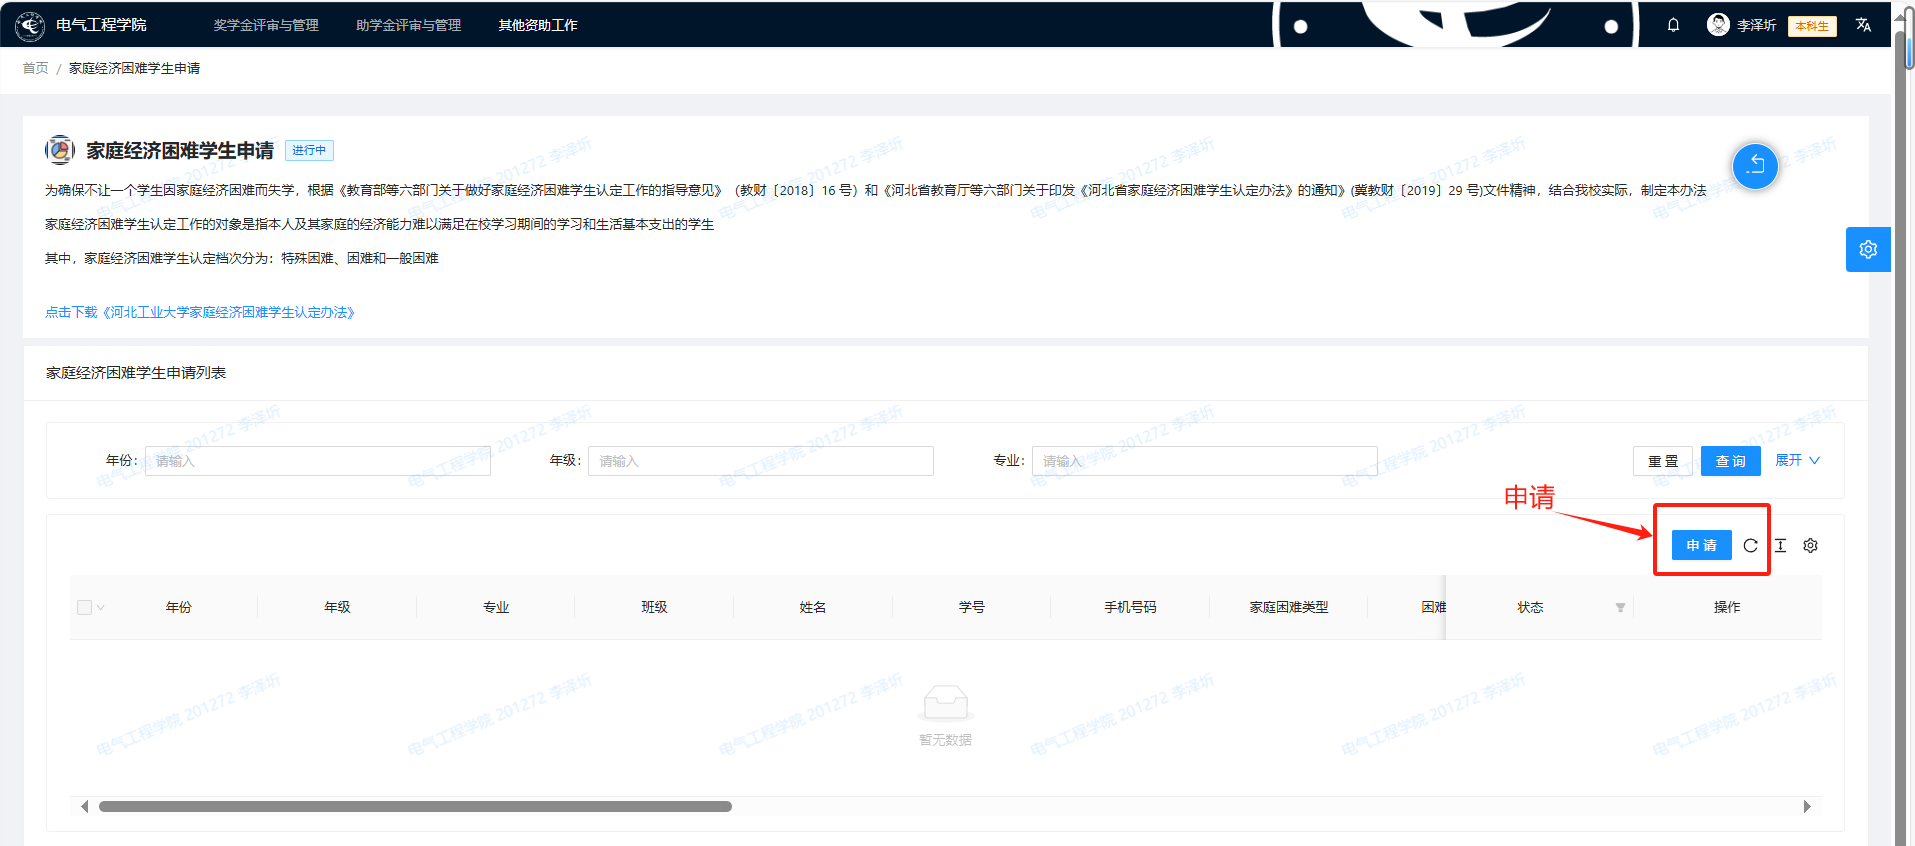 电气工程学院 奖学金评审与管理 助学金评审与管理 其他资助工作 李泽圻 本科生
首页 / 家庭经济困难学生申请
家庭经济困难学生申请 进行中
为确保不让一个学生因家庭经济困难而失学，根据《教育部等六部门关于做好家庭经济困难学生认定工作的指导意见》（教财〔2018〕16号）和《河北省教育厅等六部门关于印发《河北省家庭经济困难学生认定办法》的通知》(冀教财〔2019〕29号)文件精神，结合我校实际，制定本办法
家庭经济困难学生认定工作的对象是指本人及其家庭的经济能力难以满足在校学习期间的学习和生活基本支出的学生
其中，家庭经济困难学生认定档次分为：特殊困难、困难和一般困难
点击下载《河北工业大学家庭经济困难学生认定办法》
家庭经济困难学生申请列表
年份： 请输入 年级： 请输入 专业： 请输入 重置 查询 展开
申请
申请
年份 年级 专业 班级 姓名 学号 手机号码 家庭困难类型 困难 状态 操作
暂无数据
电气工程学院 201272 李泽圻